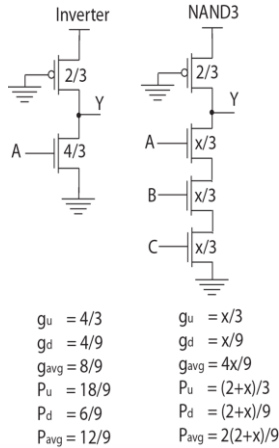 Inverter
NAND3
2/3
2/3
Y
Y
A
4/3
A
x/3
B
x/3
C
x/3
gu = 4/3
gd = 4/9
gavg = 8/9
Pu = 18/9
Pd = 6/9
Pavg = 12/9
gu = x/3
gd = x/9
gavg = 4x/9
Pu = (2+x)/3
Pd = (2+x)/9
Pavg = 2(2+x)/9